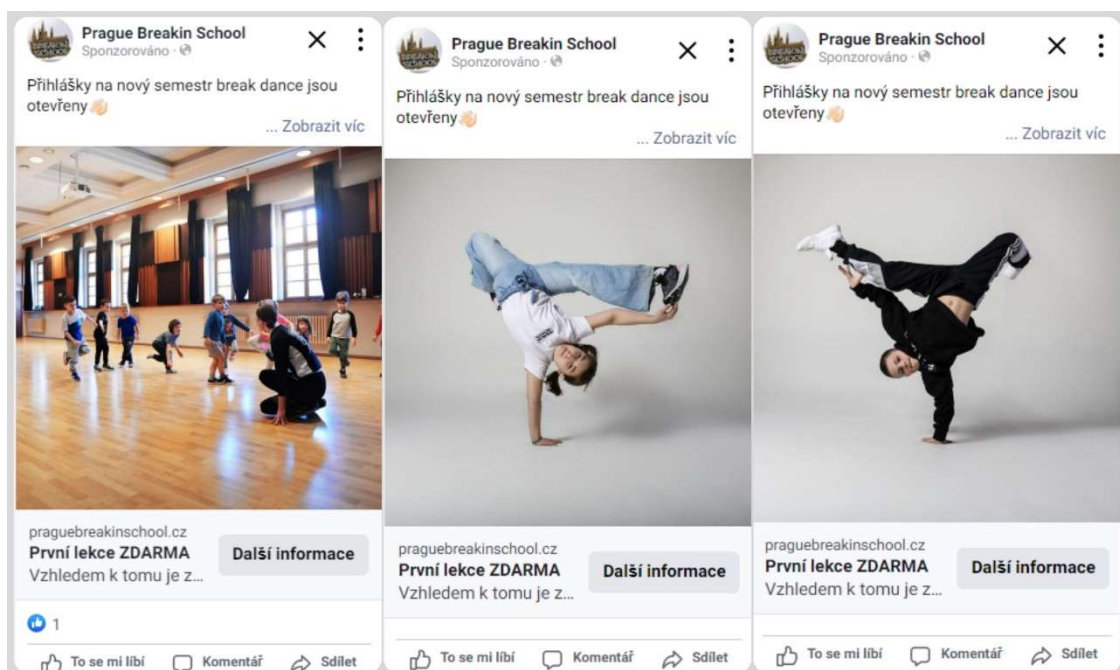 Prague Breakin School
Sponzorováno ·
Přihlášky na nový semestr break dance jsou
otevřeny👋🏻
... Zobrazit víc
BREAKIN
SCHOOL
praguebreakinschool.cz
První lekce ZDARMA
Vzhledem k tomu je z...
Další informace
1
To se mi líbí
Komentář
Sdílet
Prague Breakin School
Sponzorováno ·
Přihlášky na nový semestr break dance jsou
otevřeny👋🏻
... Zobrazit víc
praguebreakinschool.cz
První lekce ZDARMA
Vzhledem k tomu je z...
Další informace
To se mi líbí
Komentář
Sdílet
Prague Breakin School
Sponzorováno ·
Přihlášky na nový semestr break dance jsou
otevřeny👋🏻
... Zobrazit víc
praguebreakinschool.cz
První lekce ZDARMA
Vzhledem k tomu je z...
Další informace
To se mi líbí
Komentář
Sdílet